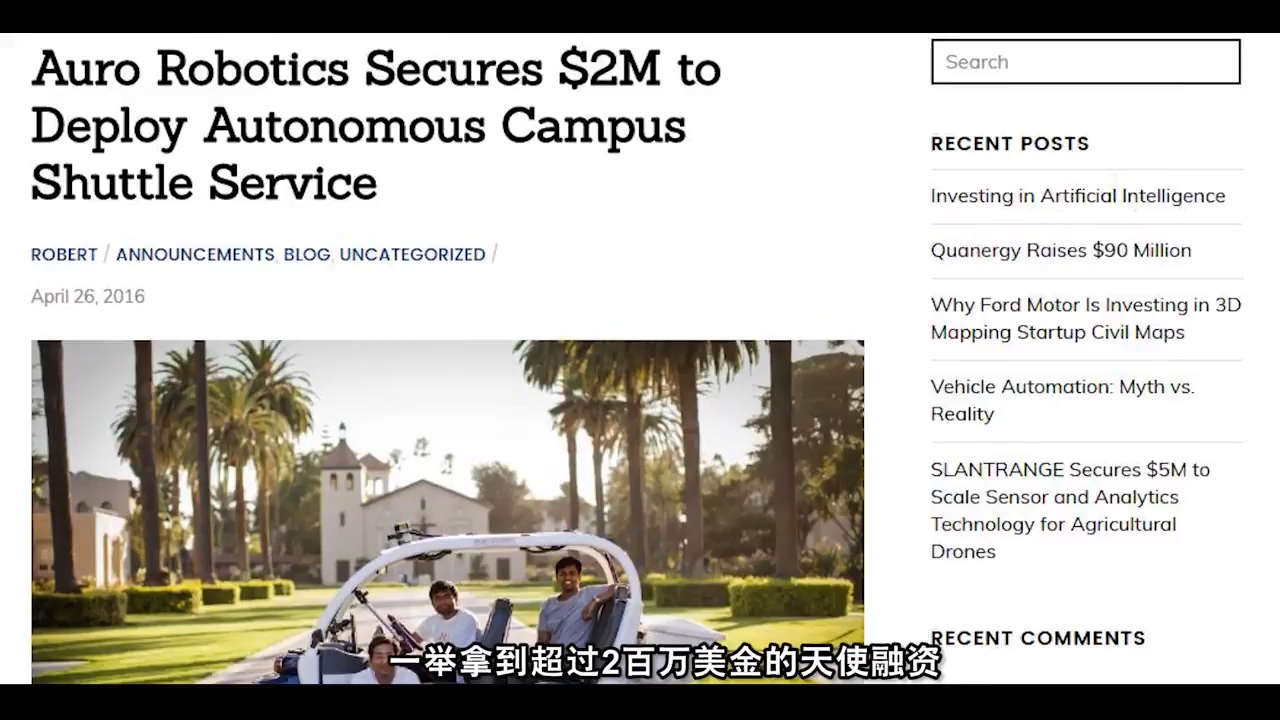 Auro Robotics Secures $2M to
Deploy Autonomous Campus
Shuttle Service
ROBERT / ANNOUNCEMENTS, BLOG, UNCATEGORIZED /
April 26, 2016
Search
RECENT POSTS
Investing in Artificial Intelligence
Quanergy Raises $90 Million
Why Ford Motor Is Investing in 3D
Mapping Startup Civil Maps
Vehicle Automation: Myth vs.
Reality
SLANTRANGE Secures $5M to
Scale Sensor and Analytics
Technology for Agricultural
Drones
RECENT COMMENTS
一举拿到超过2百万美金的天使融资